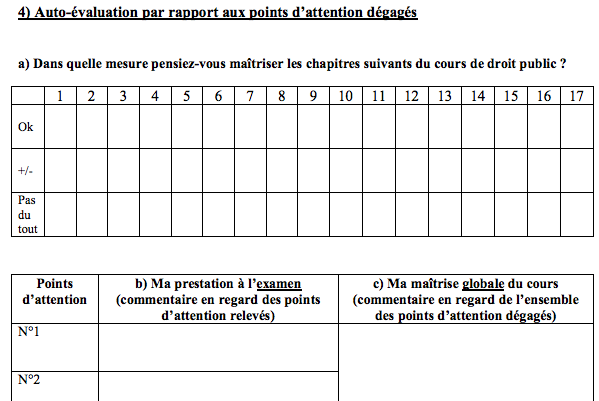 4) Auto-évaluation par rapport aux points d’attention dégagés
a) Dans quelle mesure pensiez-vous maîtriser les chapitres suivants du cours de droit public ?
1 2 3 4 5 6 7 8 9 10 11 12 13 14 15 16 17
Ok
+/-
Pas
du
tout
Points
d’attention
b) Ma prestation à l’examen
(commentaire en regard des points
d’attention relevés)
c) Ma maîtrise globale du cours
(commentaire en regard de l’ensemble
des points d’attention dégagés)
N°1
N°2